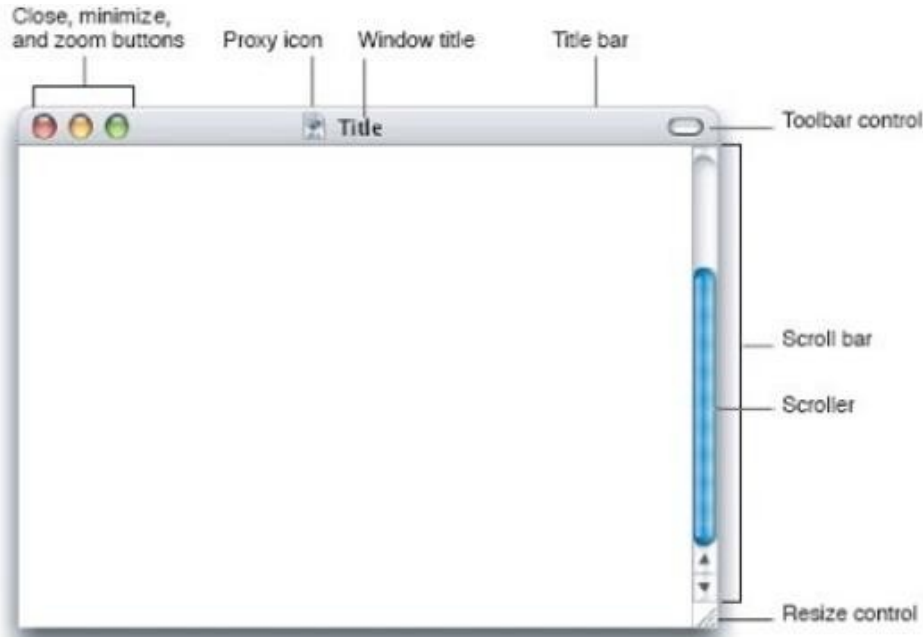 Close, minimize,
and zoom buttons
Proxy icon
Window title
Title bar
Title
Toolbar control
Scroll bar
Scroller
Resize control